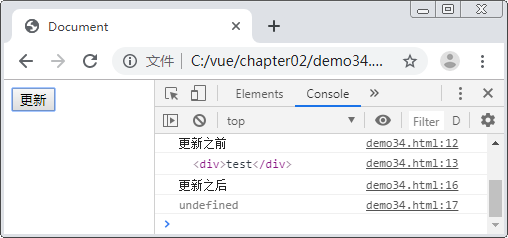 Document
文件 C:/vue/chapter02/demo34....
更新
Elements Console
top Filter D
更新之前 demo34.html:12
<div>test</div> demo34.html:13
更新之后 demo34.html:16
undefined demo34.html:17